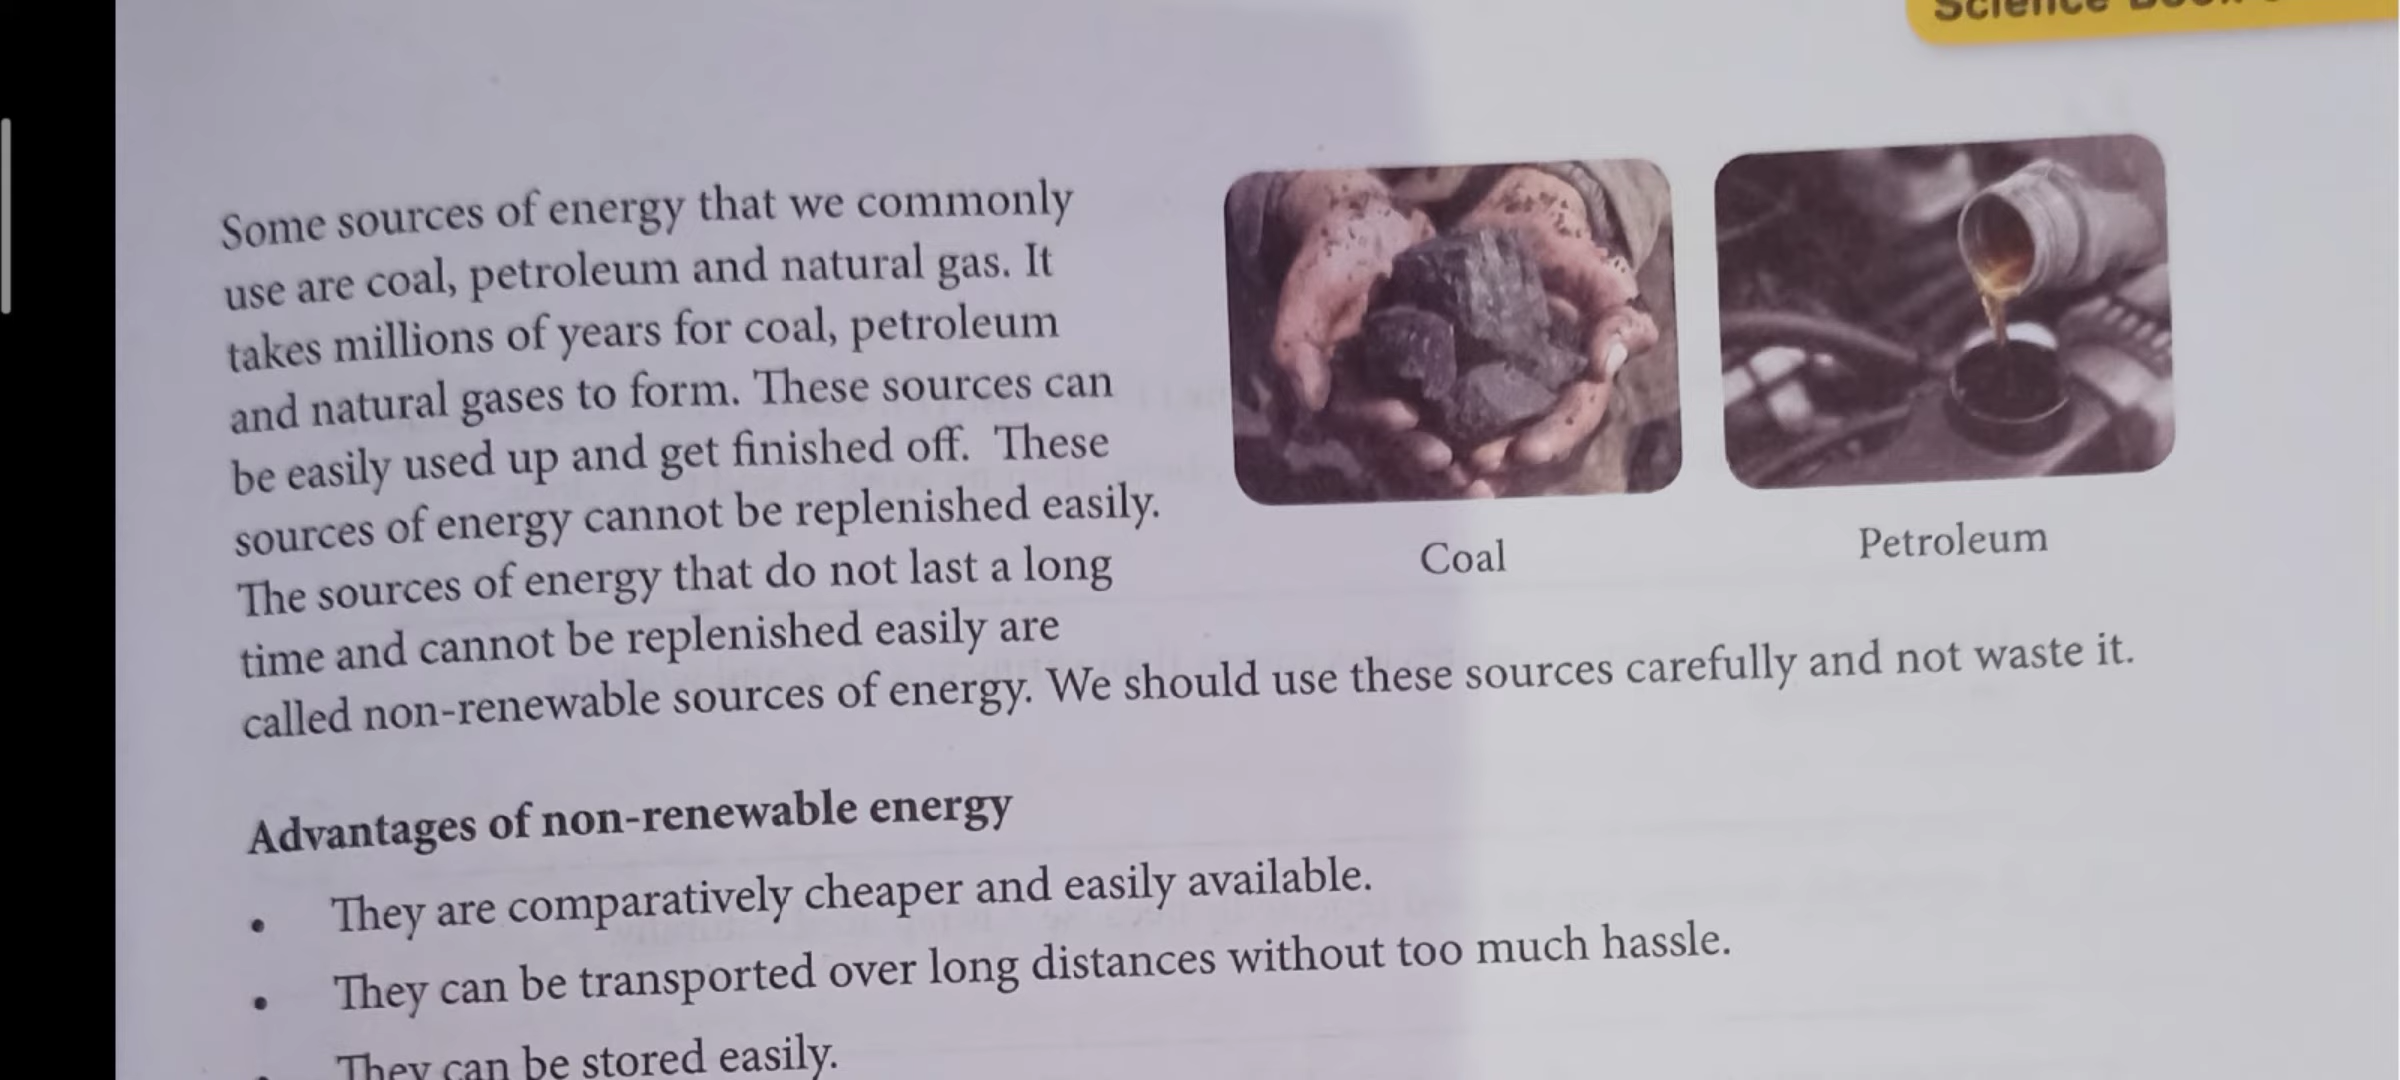 Science
Some sources of energy that we commonly
use are coal, petroleum and natural gas. It
takes millions of years for coal, petroleum
and natural gases to form. These sources can
be easily used up and get finished off. These
sources of energy cannot be replenished easily.
The sources of energy that do not last a long
time and cannot be replenished easily are
called non-renewable sources of energy. We should use these sources carefully and not waste it.
Coal
Petroleum
Advantages of non-renewable energy
• They are comparatively cheaper and easily available.
• They can be transported over long distances without too much hassle.
• They can be stored easily.